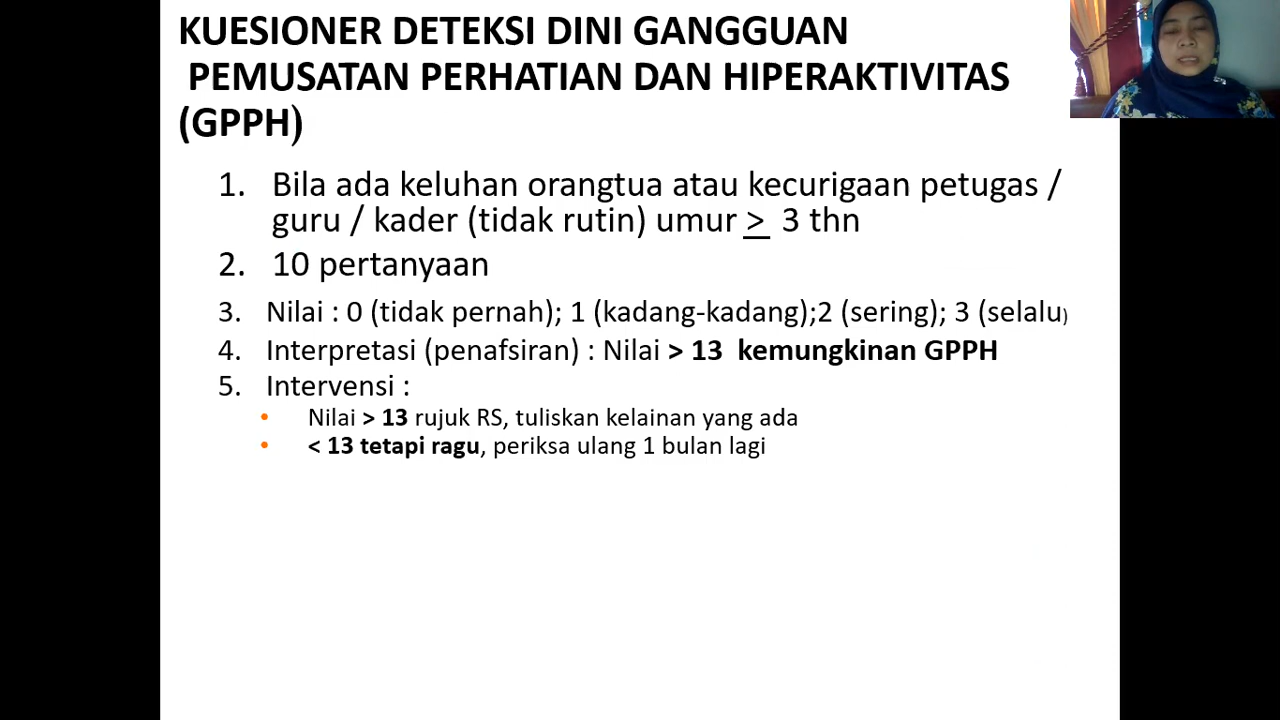 KUESIONER DETEKSI DINI GANGGUAN
PEMUSATAN PERHATIAN DAN HIPERAKTIVITAS
(GPPH)
1. Bila ada keluhan orangtua atau kecurigaan petugas /
guru / kader (tidak rutin) umur > 3 thn
2. 10 pertanyaan
3. Nilai : 0 (tidak pernah); 1 (kadang-kadang);2 (sering); 3 (selalu)
4. Interpretasi (penafsiran) : Nilai > 13 kemungkinan GPPH
5. Intervensi :
• Nilai > 13 rujuk RS, tuliskan kelainan yang ada
• < 13 tetapi ragu, periksa ulang 1 bulan lagi